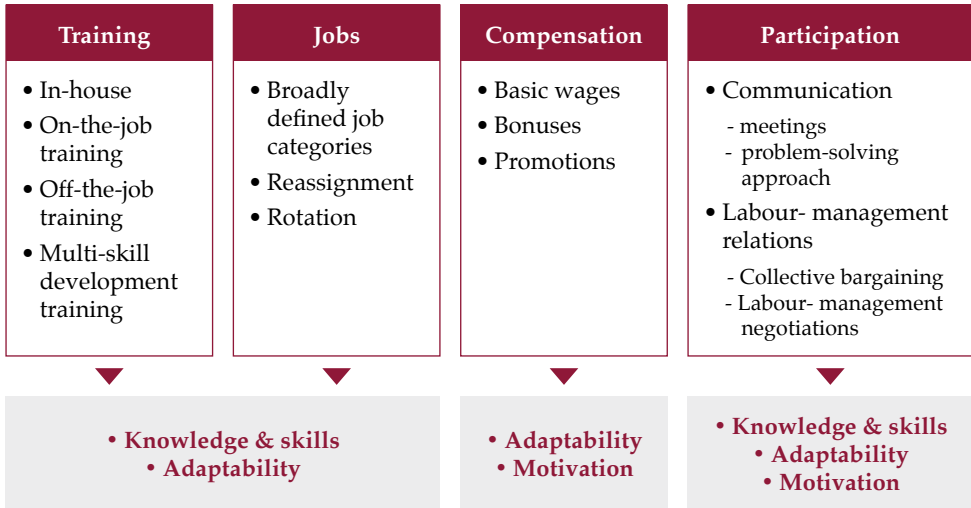 Training
• In-house
• On-the-job
training
• Off-the-job
training
• Multi-skill
development
training
Jobs
• Broadly
defined job
categories
• Reassignment
• Rotation
Compensation
• Basic wages
• Bonuses
• Promotions
Participation
• Communication
- meetings
- problem-solving
approach
• Labour- management
relations
- Collective bargaining
- Labour- management
negotiations
• Knowledge & skills
• Adaptability
• Adaptability
• Motivation
• Knowledge & skills
• Adaptability
• Motivation